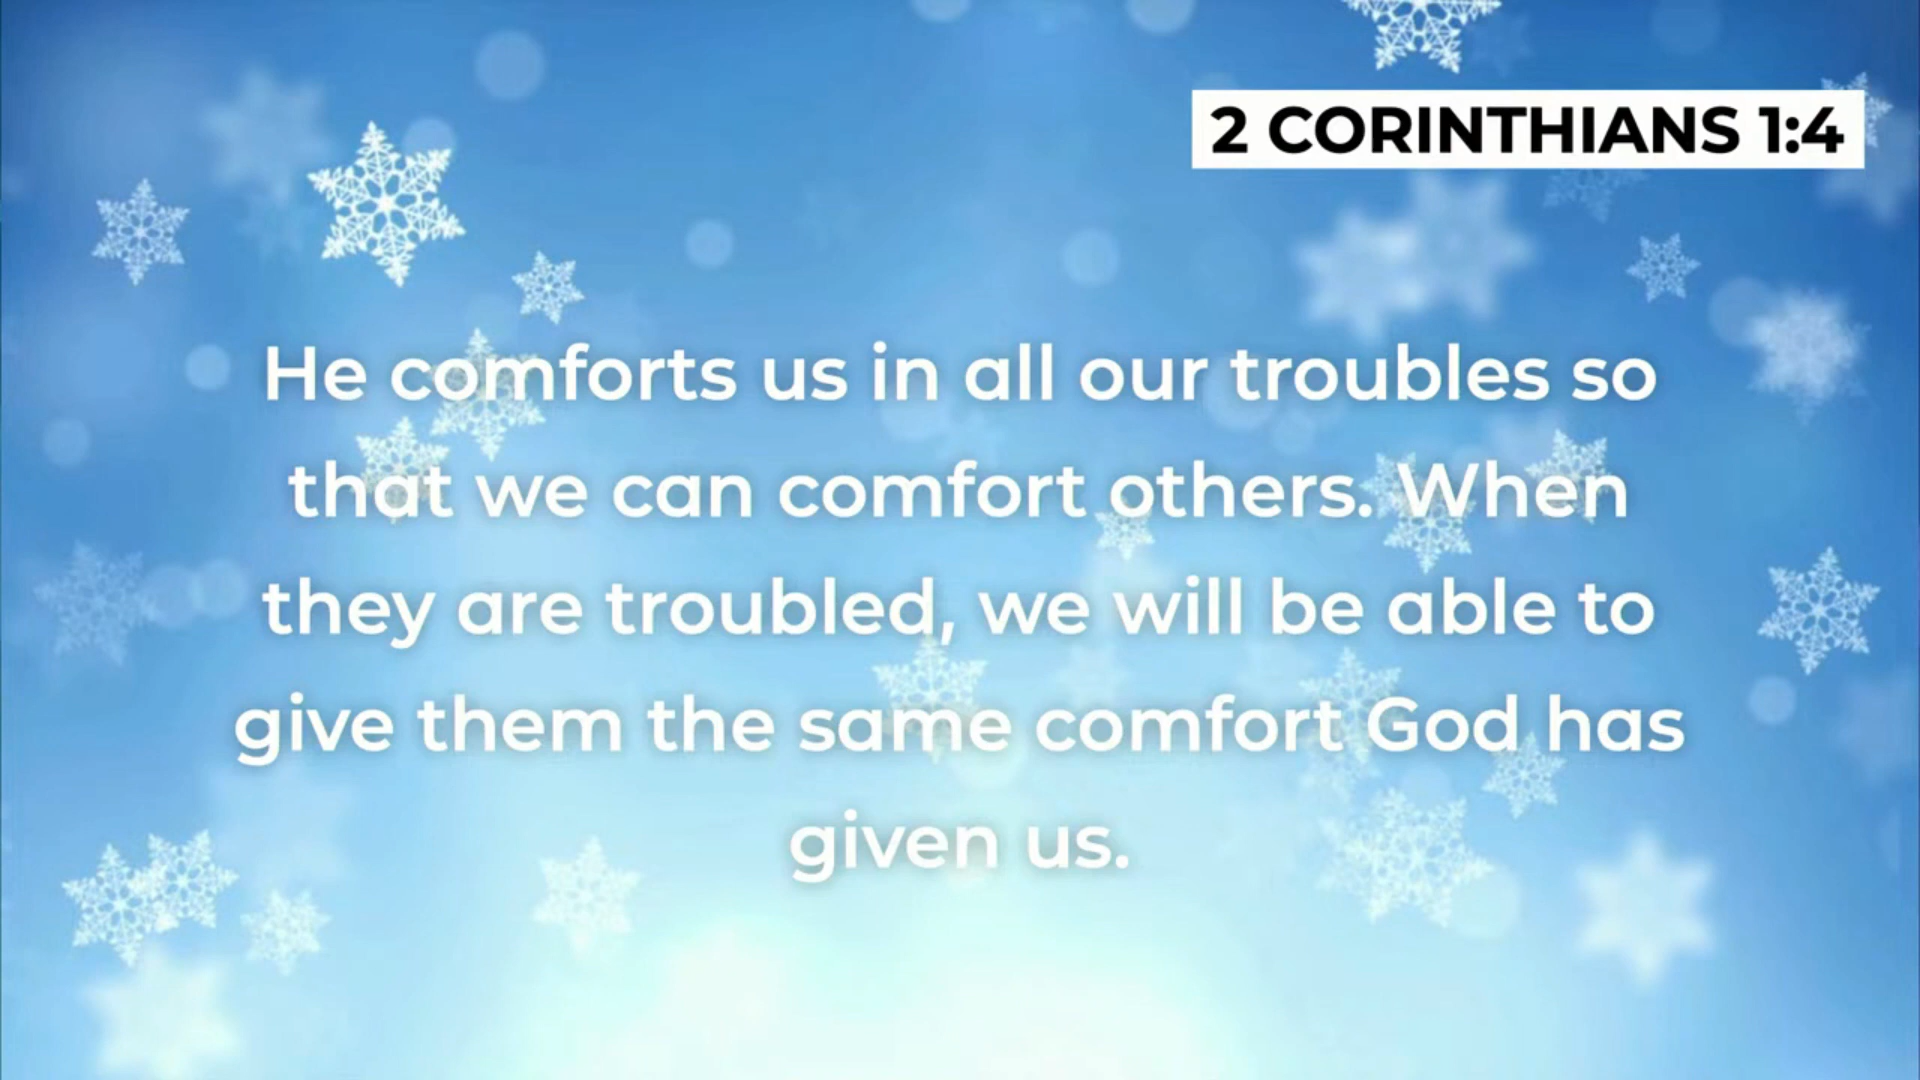 2 CORINTHIANS 1:4
He comforts us in all our troubles so
that we can comfort others. When
they are troubled, we will be able to
give them the same comfort God has
given us.